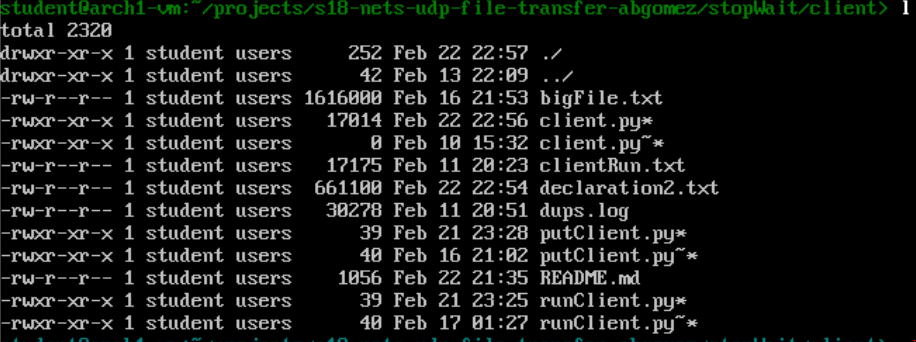 student@arch1-vm:~/projects/s18-nets-udp-file-transfer-abgomez/stopWait/client> l
total 2320
drwxr-xr-x 1 student users     252 Feb 22 22:57 ./
drwxr-xr-x 1 student users      42 Feb 13 22:09 ../
-rw-r--r-- 1 student users 1616000 Feb 16 21:53 bigFile.txt
-rwxr-xr-x 1 student users   17014 Feb 22 22:56 client.py*
-rwxr-xr-x 1 student users       0 Feb 10 15:32 client.py~*
-rw-r--r-- 1 student users   17175 Feb 11 20:23 clientRun.txt
-rw-r--r-- 1 student users  661100 Feb 22 22:54 declaration2.txt
-rw-r--r-- 1 student users   30278 Feb 11 20:51 dups.log
-rwxr-xr-x 1 student users      39 Feb 21 23:28 putClient.py*
-rwxr-xr-x 1 student users      40 Feb 16 21:02 putClient.py~*
-rw-r--r-- 1 student users    1056 Feb 22 21:35 README.md
-rwxr-xr-x 1 student users      39 Feb 21 23:25 runClient.py*
-rwxr-xr-x 1 student users      40 Feb 17 01:27 runClient.py~*